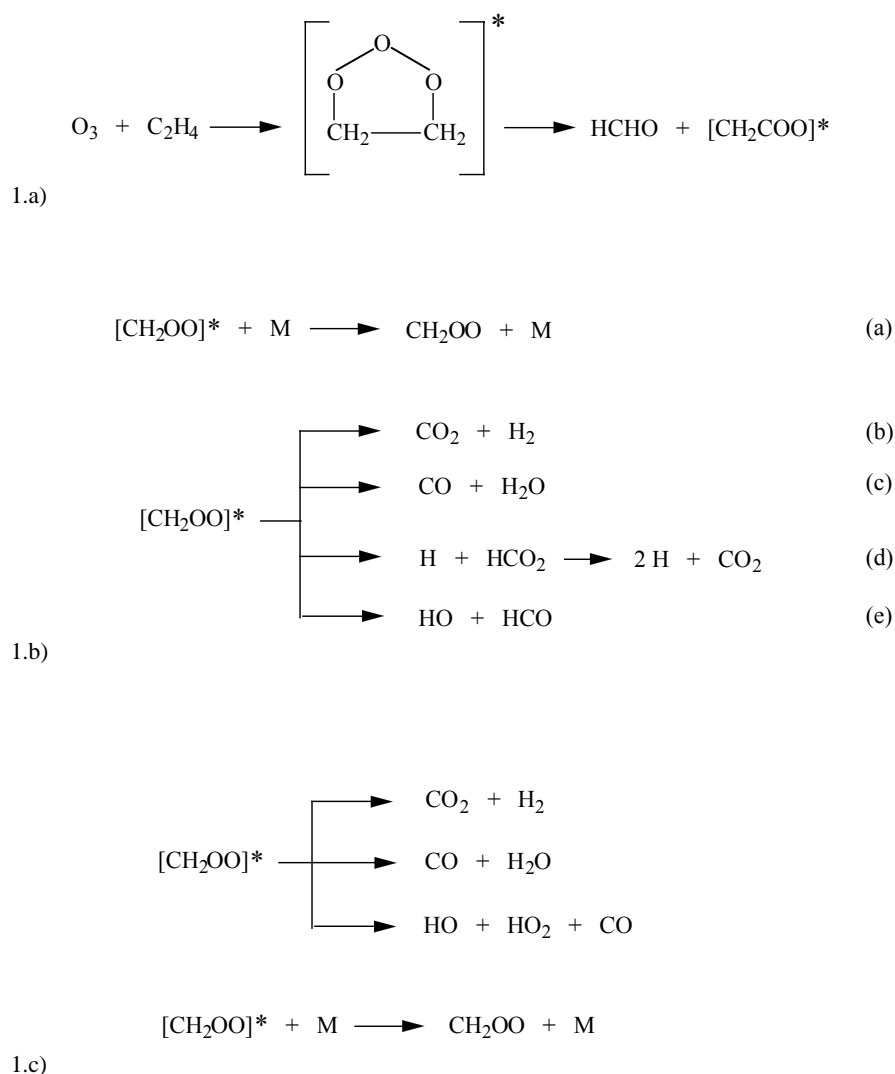 *
O
O O
O₃ + C₂H₄ CH₂ CH₂ HCHO + [CH₂COO]*
1.a)
[CH₂OO]* + M CH₂OO + M (a)
CO₂ + H₂ (b)
CO + H₂O (c)
[CH₂OO]*
H + HCO₂ 2 H + CO₂ (d)
HO + HCO (e)
1.b)
CO₂ + H₂
[CH₂OO]* CO + H₂O
HO + HO₂ + CO
[CH₂OO]* + M CH₂OO + M
1.c)